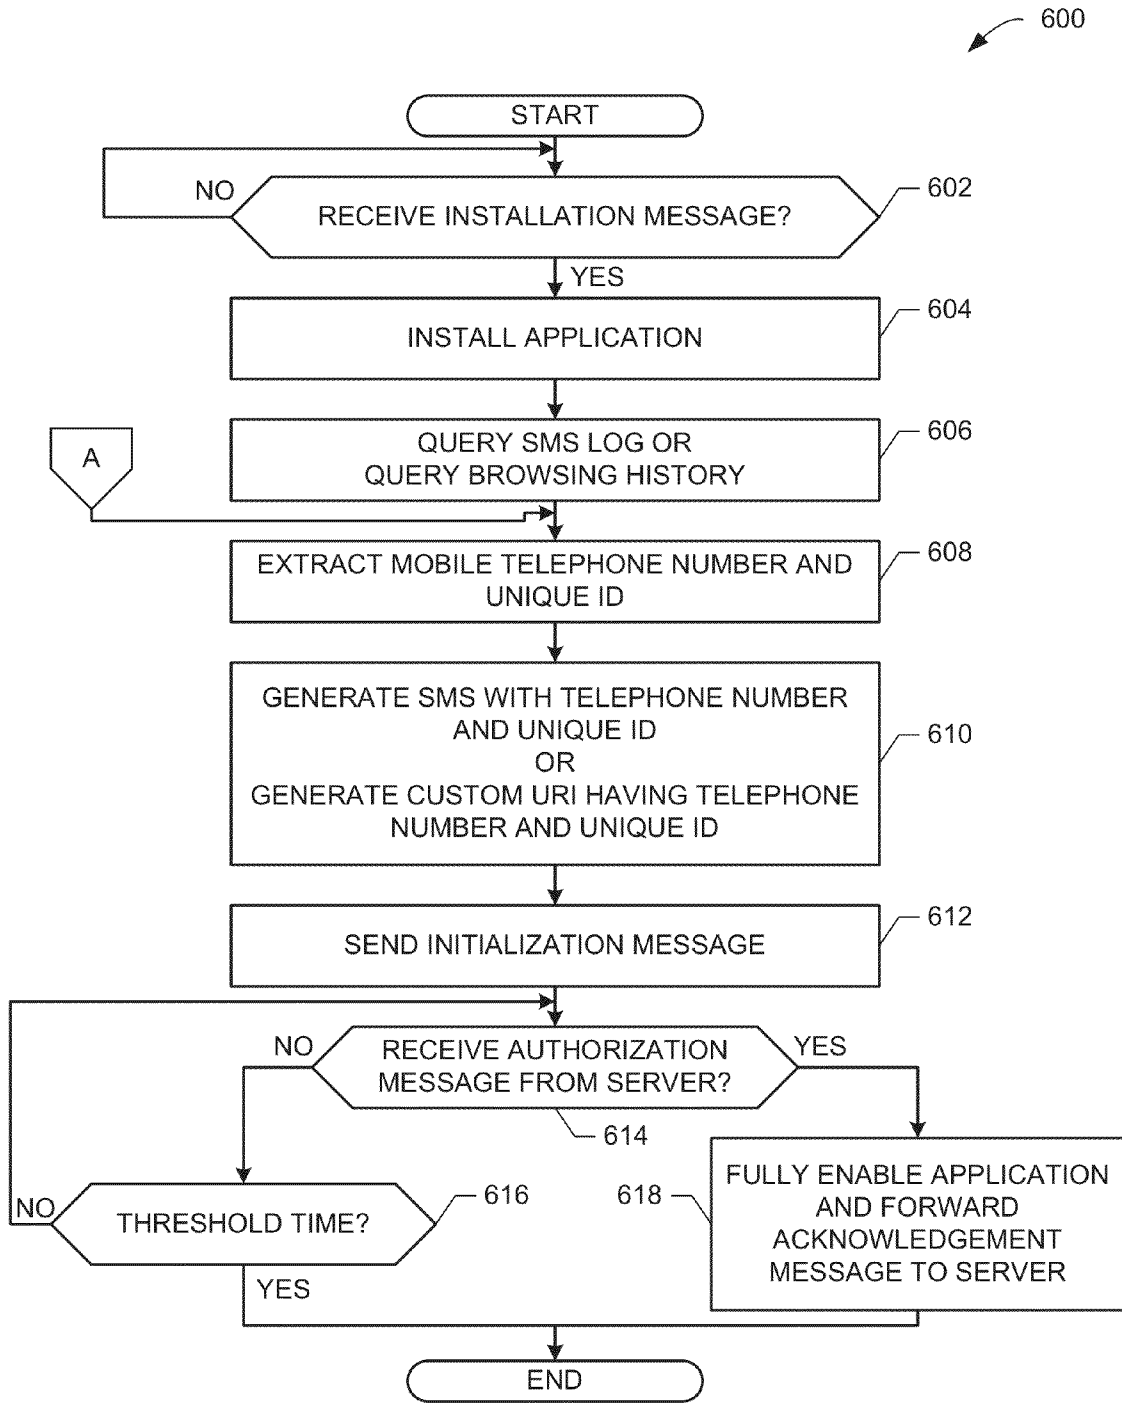 600
START
NO
602
RECEIVE INSTALLATION MESSAGE?
YES
604
INSTALL APPLICATION
606
QUERY SMS LOG OR
QUERY BROWSING HISTORY
A
608
EXTRACT MOBILE TELEPHONE NUMBER AND
UNIQUE ID
GENERATE SMS WITH TELEPHONE NUMBER
AND UNIQUE ID
OR
GENERATE CUSTOM URI HAVING TELEPHONE
NUMBER AND UNIQUE ID
610
612
SEND INITIALIZATION MESSAGE
NO
RECEIVE AUTHORIZATION
MESSAGE FROM SERVER?
YES
614
616
NO
THRESHOLD TIME?
YES
618
FULLY ENABLE APPLICATION
AND FORWARD
ACKNOWLEDGEMENT
MESSAGE TO SERVER
END